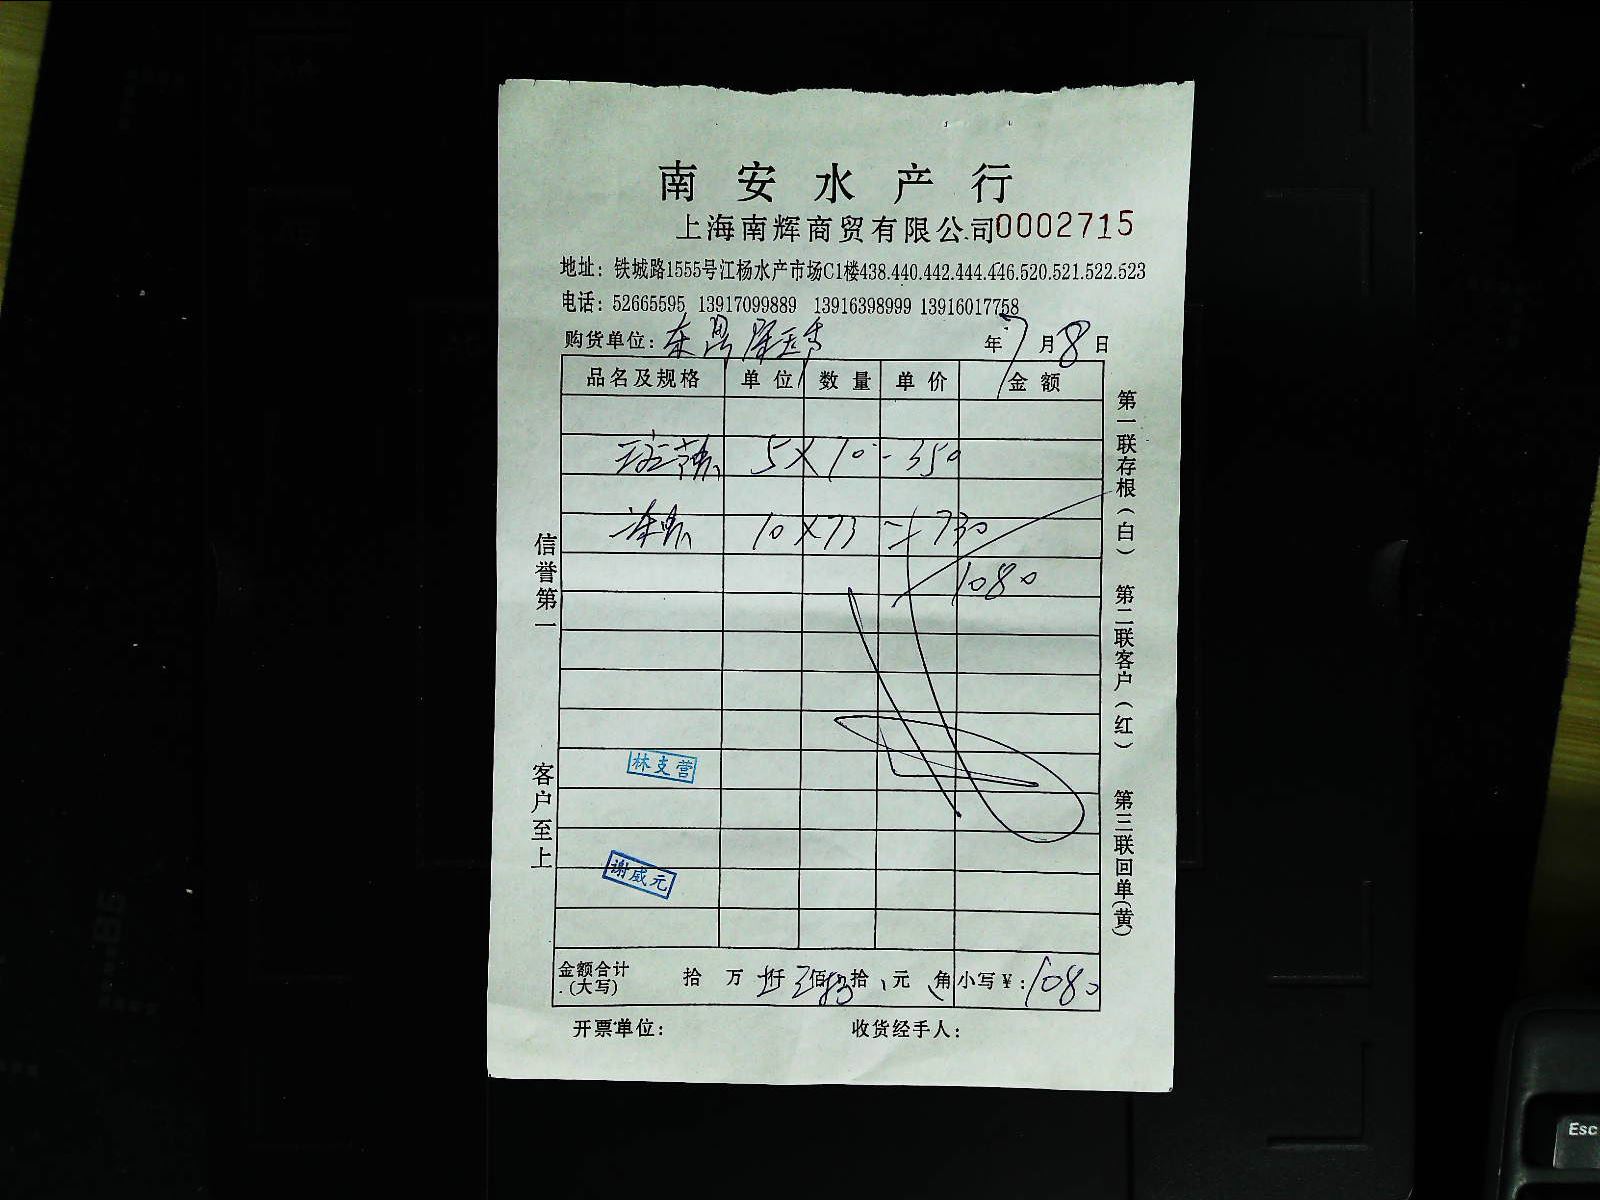 南安水产行
上海南辉商贸有限公司0002715
地址：铁城路1555号江杨水产市场C1楼438.440.442.444.446.520.521.522.523
电话：52665595 13917099889 13916398999 13916017758
购货单位： 年7月8日
品名及规格 单位 数量 单价 金额
5×70-350
10×73-730
1080
林支营
谢威元
金额合计(大写) 拾 万 仟 佰 拾 元 角 小写￥：1080
开票单位： 收货经手人：
信誉第一 客户至上
第一联存根(白) 第二联客户(红) 第三联回单(黄)
Esc